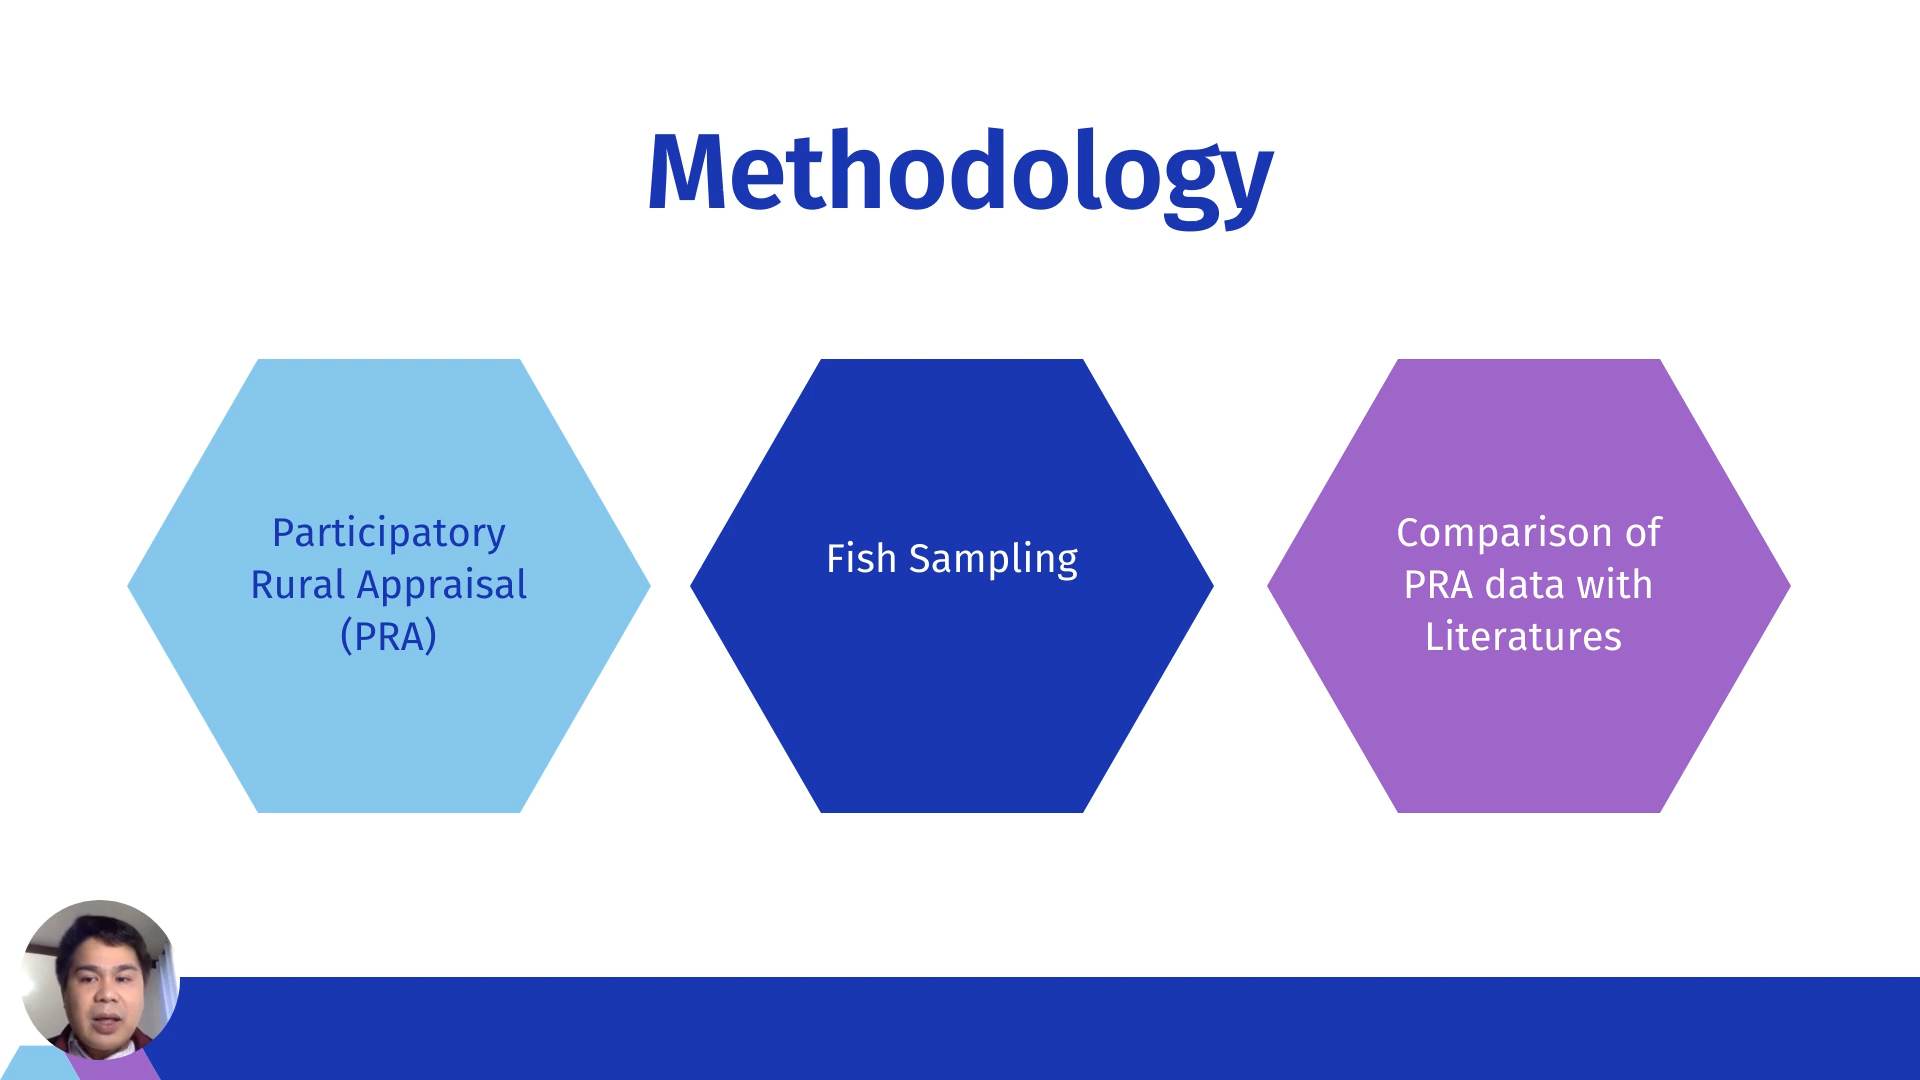 Methodology
Participatory
Rural Appraisal
(PRA)
Fish Sampling
Comparison of
PRA data with
Literatures